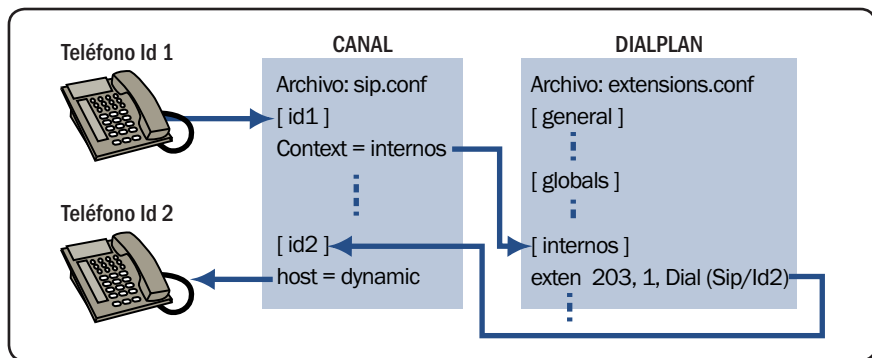 Teléfono Id 1
CANAL
Archivo: sip.conf
[ id1 ]
Context = internos
Teléfono Id 2
[ id2 ]
host = dynamic
DIALPLAN
Archivo: extensions.conf
[ general ]
[ globals ]
[ internos ]
exten 203, 1, Dial (Sip/Id2)